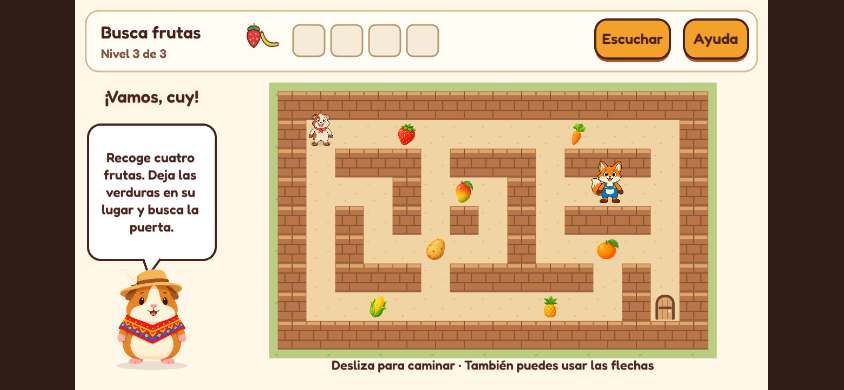 Busca frutas
Nivel 3 de 3
Escuchar
Ayuda
¡Vamos, cuy!
Recoge cuatro
frutas. Deja las
verduras en su
lugar y busca la
puerta.
Desliza para caminar · También puedes usar las flechas